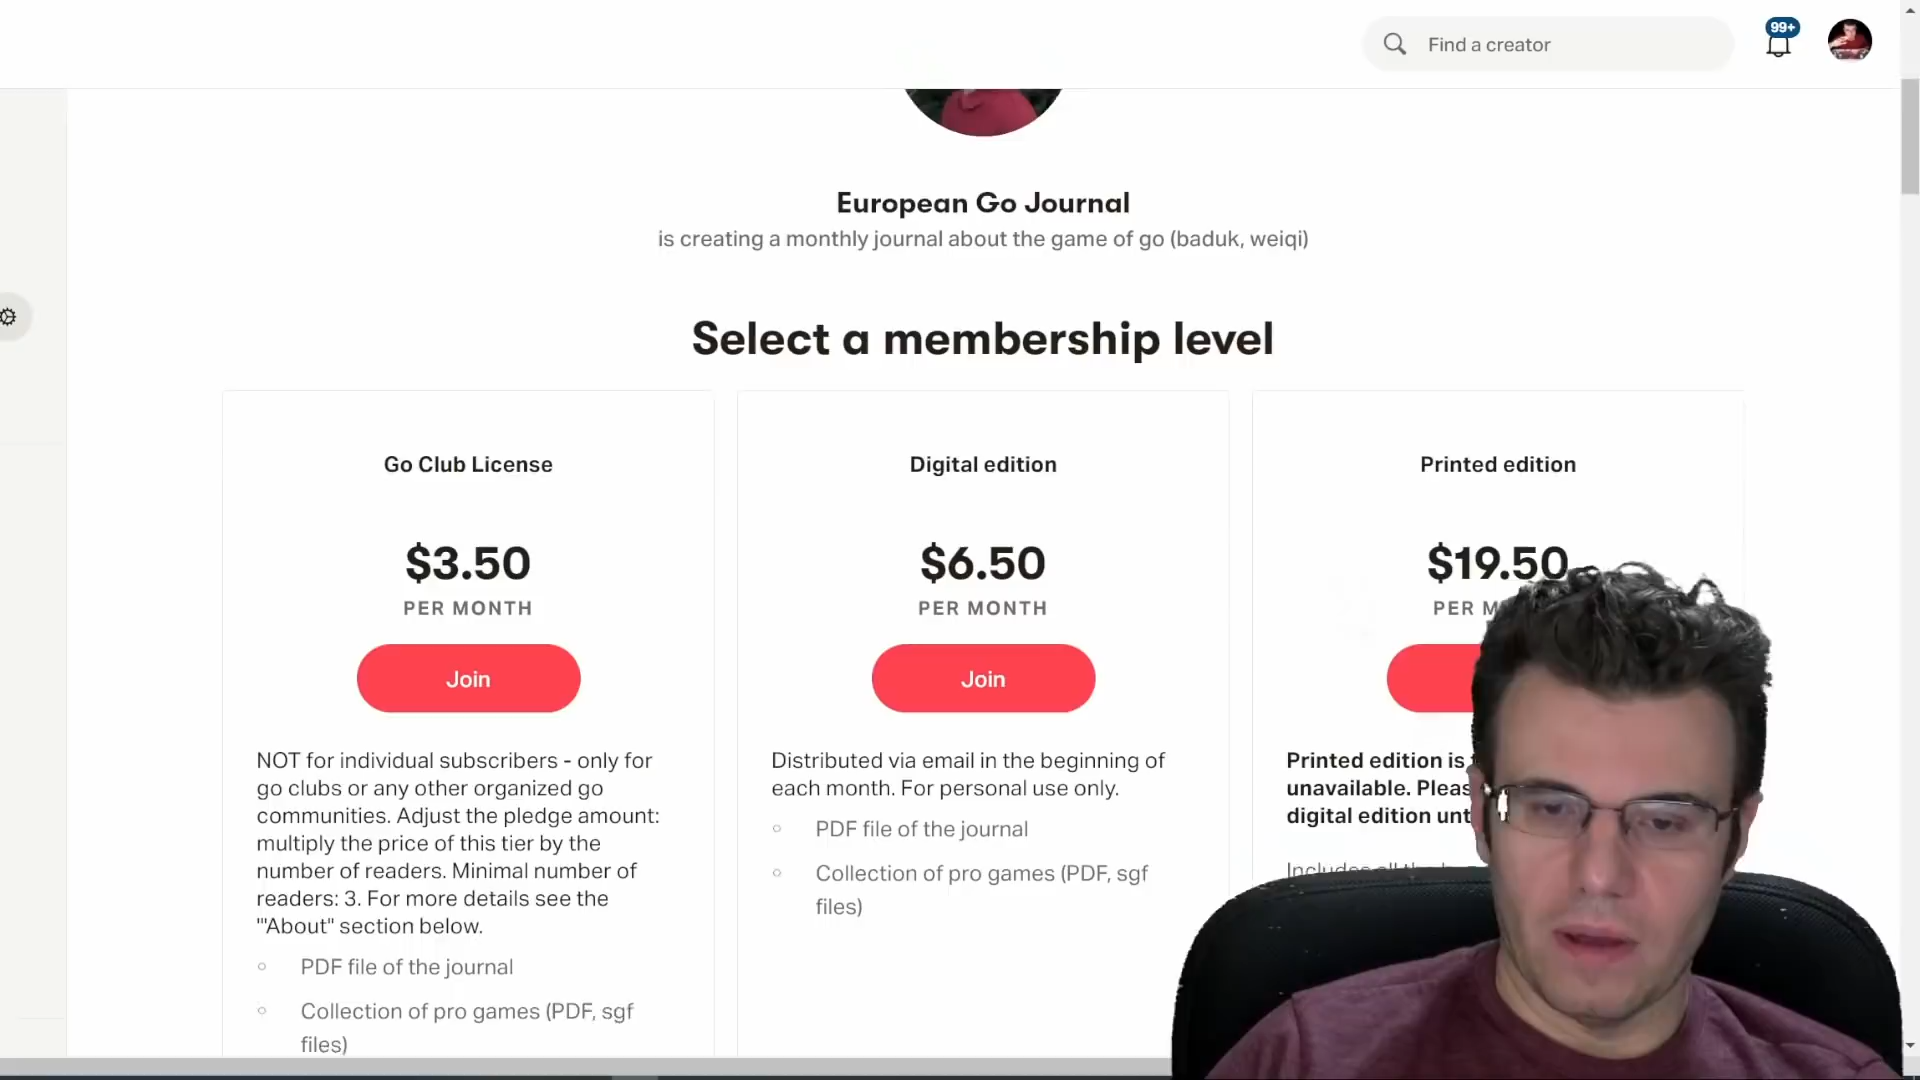 Find a creator
99+
European Go Journal
is creating a monthly journal about the game of go (baduk, weiqi)
Select a membership level
Go Club License
$3.50
PER MONTH
Join
NOT for individual subscribers - only for
go clubs or any other organized go
communities. Adjust the pledge amount:
multiply the price of this tier by the
number of readers. Minimal number of
readers: 3. For more details see the
"'About" section below.
PDF file of the journal
Collection of pro games (PDF, sgf
files)
Digital edition
$6.50
PER MONTH
Join
Distributed via email in the beginning of
each month. For personal use only.
PDF file of the journal
Collection of pro games (PDF, sgf
files)
Printed edition
$19.50
PER
Printed edition is
unavailable.
digital edition